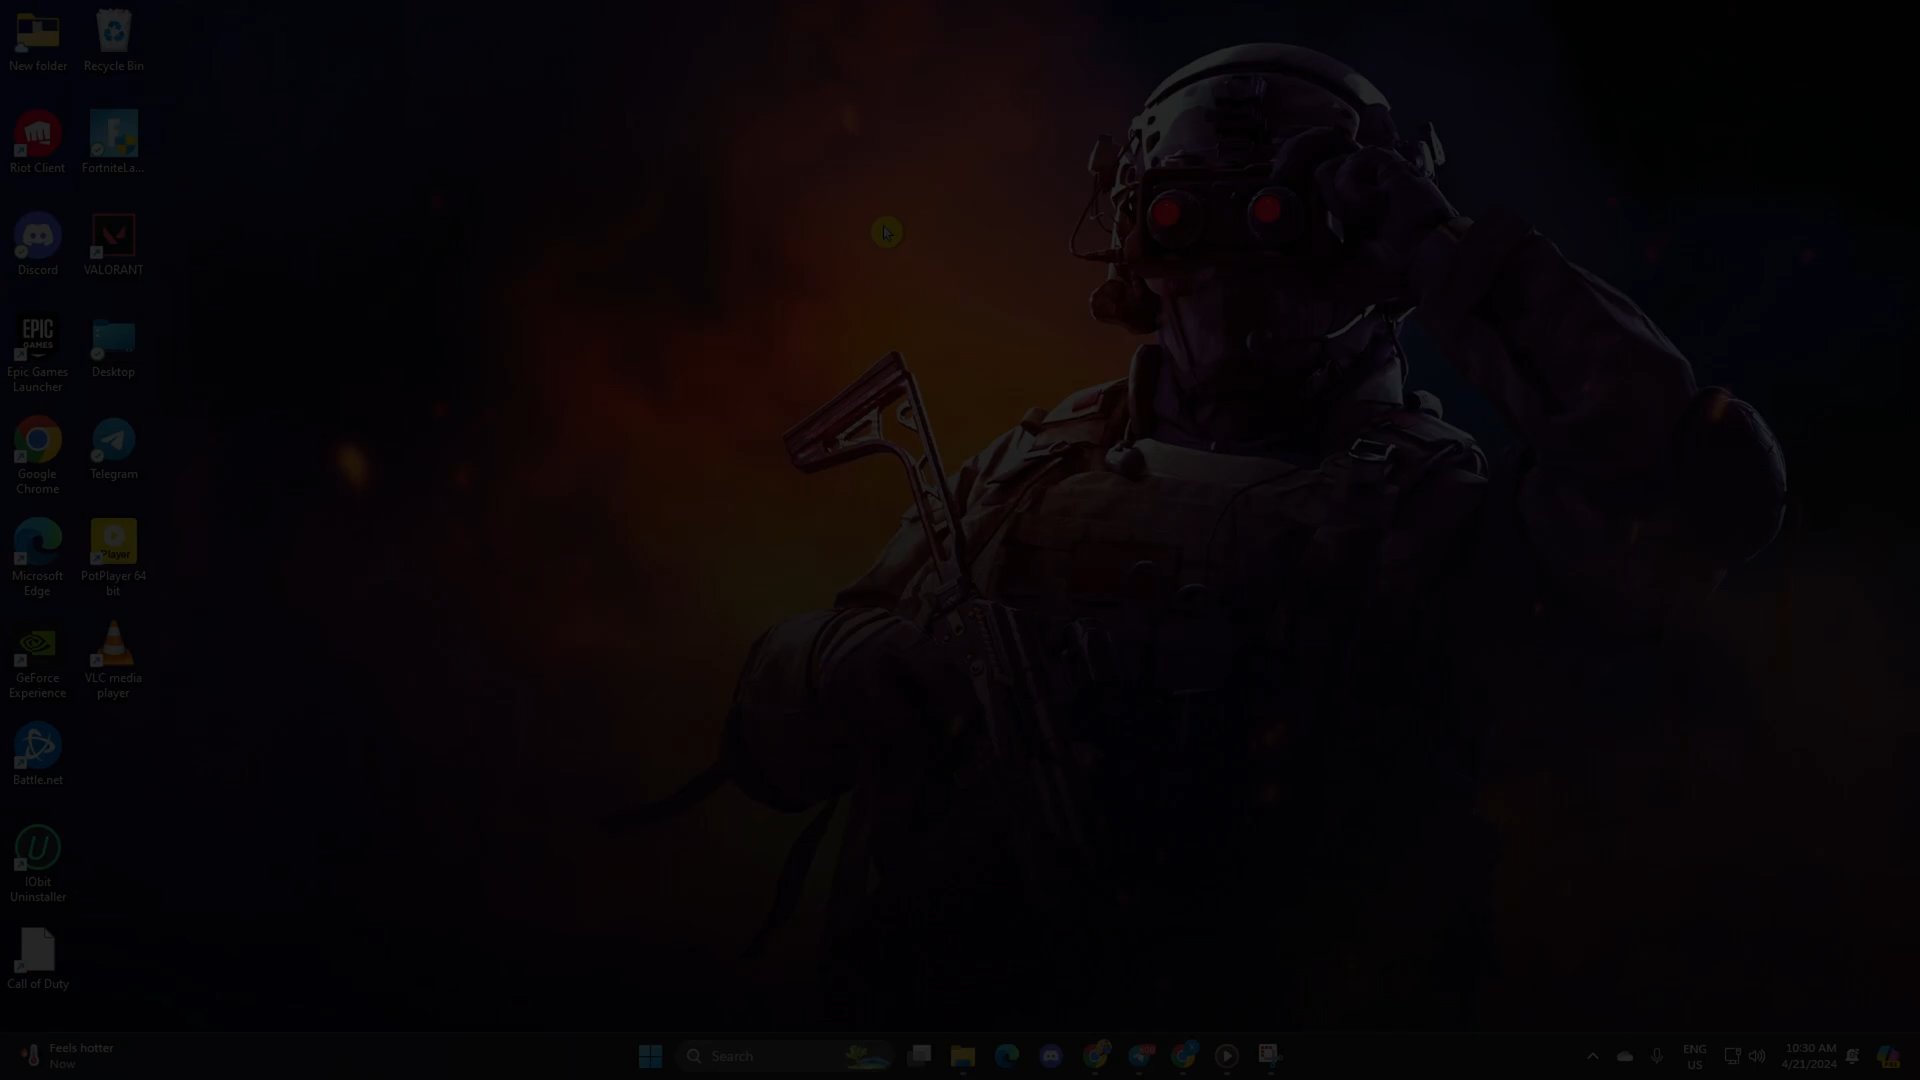 New folder
Recycle Bin
Riot Client
FortniteLa...
Discord
VALORANT
EPIC
GAMES
Epic Games
Launcher
Desktop
Google
Chrome
Telegram
Player
Microsoft
Edge
PotPlayer 64
bit
GeForce
Experience
VLC media
player
Battle.net
IObit
Uninstaller
Call of Duty
Feels hotter
Now
Search
ENG
US
10:30 AM
4/21/2024